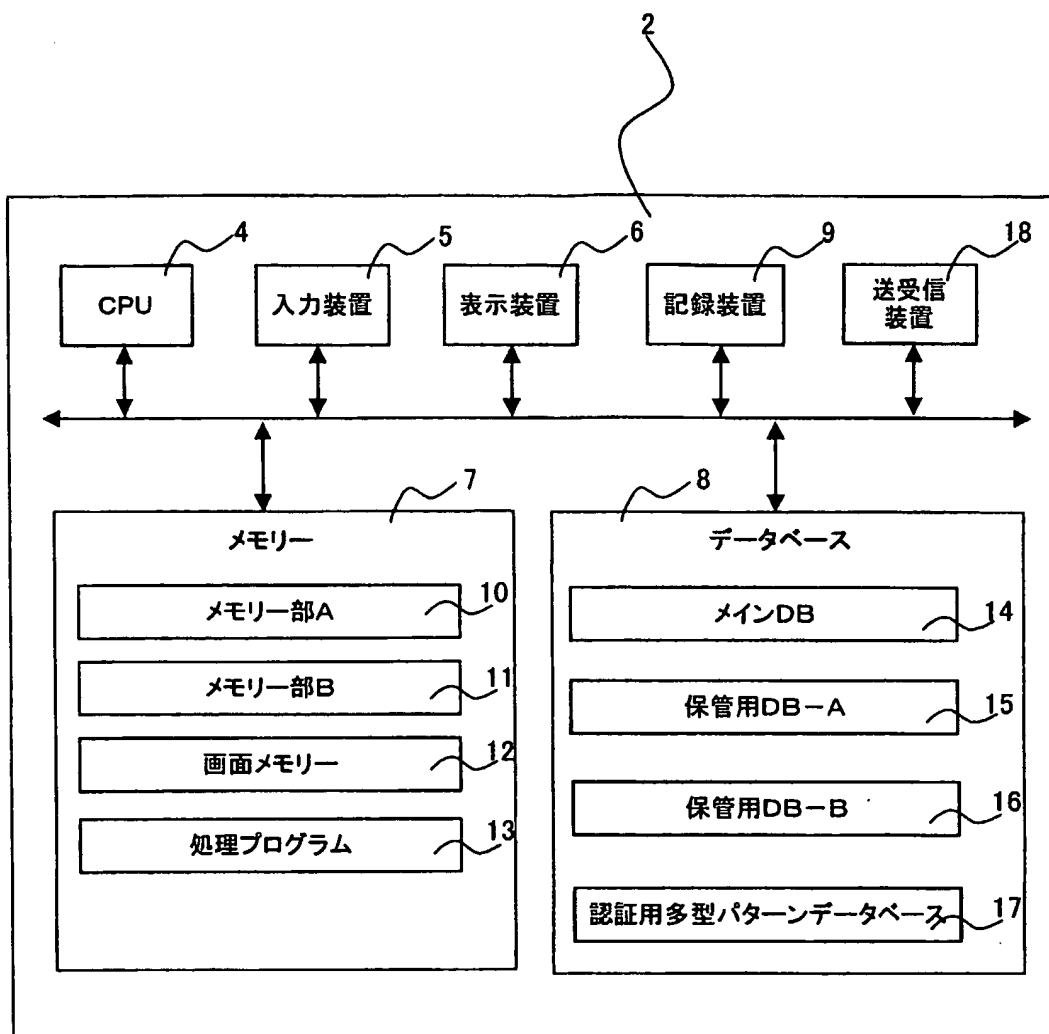 2
4
5
6
9
18
CPU
入力装置
表示装置
記録装置
送受信
装置
7
8
メモリー
データベース
メモリー部A
10
メインDB
14
メモリー部B
11
保管用DB-A
15
画面メモリー
12
保管用DB-B
16
処理プログラム
13
認証用多型パターンデータベース
17